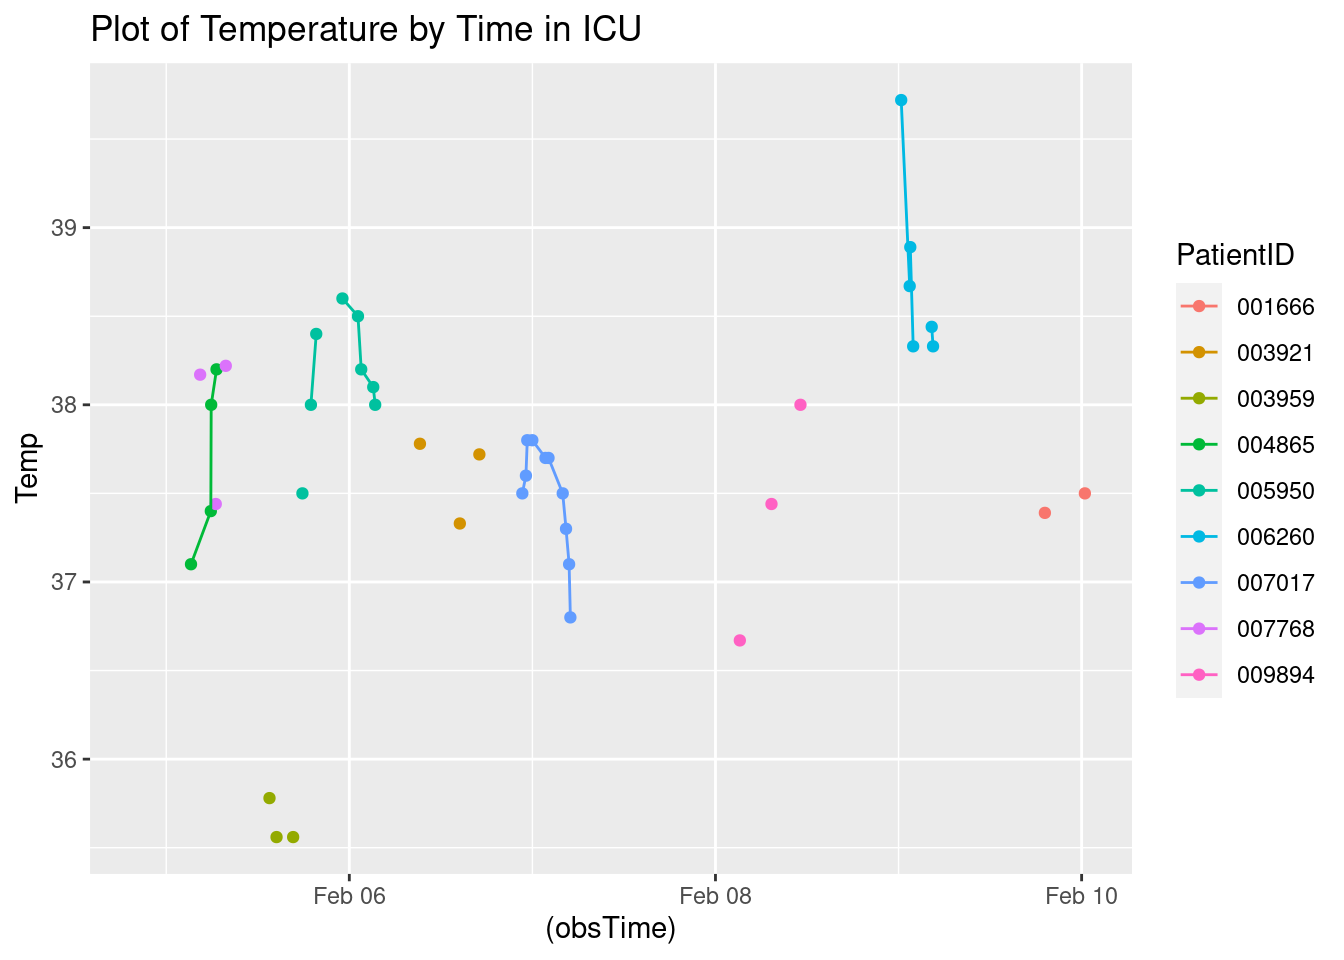 Plot of Temperature by Time in ICU
39
38
37
36
Temp
Feb 06
Feb 08
Feb 10
(obsTime)
PatientID
001666
003921
003959
004865
005950
006260
007017
007768
009894